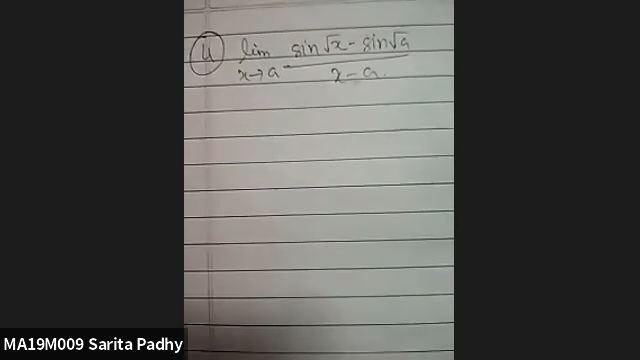 ④ lim sin√x - sin√a
x→a x - a.
MA19M009 Sarita Padhy